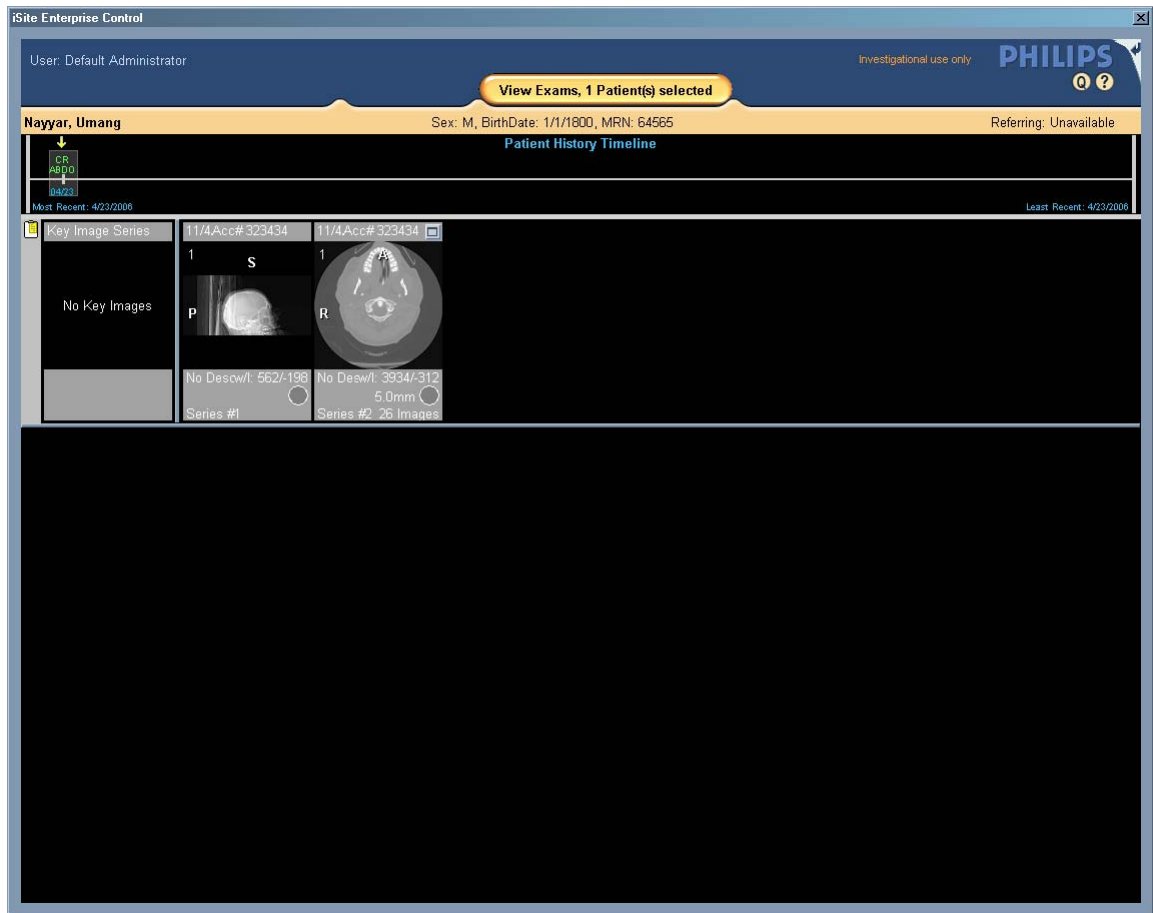 iSite Enterprise Control
User: Default Administrator
Investigational use only
PHILIPS
Q ?
View Exams, 1 Patient(s) selected
Nayyar, Umang
Sex: M, BirthDate: 1/1/1800, MRN: 64565
Referring: Unavailable
Patient History Timeline
CR
ABDO
04/23
Most Recent: 4/23/2006
Least Recent: 4/23/2006
Key Image Series
No Key Images
11/4,Acc# 323434
1
S
P
No Descw/l: 562/-198
Series #1
11/4,Acc# 323434
1
A
R
No Desw/l: 3934/-312
5.0mm
Series #2 26 Images